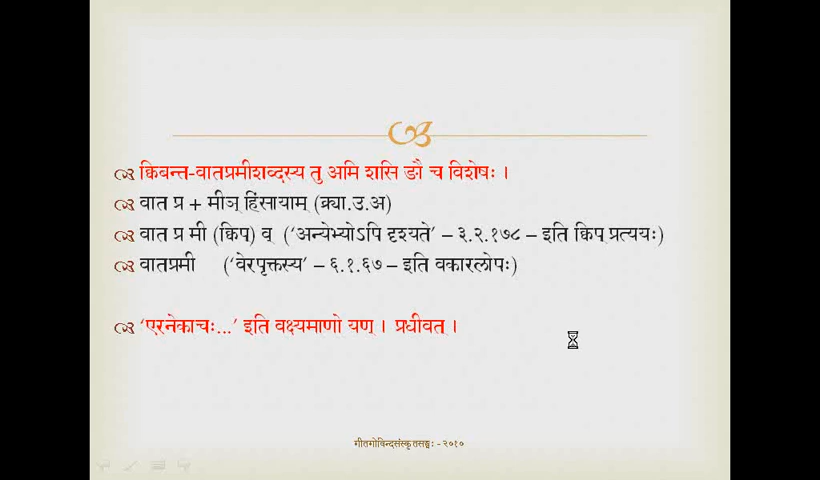 क्विबन्त-वातप्रमीशब्दस्य तु अमि शसि ङौ च विशेषः ।
वात प्र + मीञ् हिंसायाम् (क्र्या.उ.अ)
वात प्र मी (क्विप्) व् ('अन्येभ्योऽपि दृश्यते' – ३.२.१७८ – इति क्विप् प्रत्ययः)
वातप्रमी ('वेरपृक्तस्य' – ६.१.६७ – इति वकारलोपः)
'एरनेकाचः...' इति वक्ष्यमाणो यण् । प्रधीवत् ।
गीतगोविन्दसंस्कृतसङ्घः - २०१०